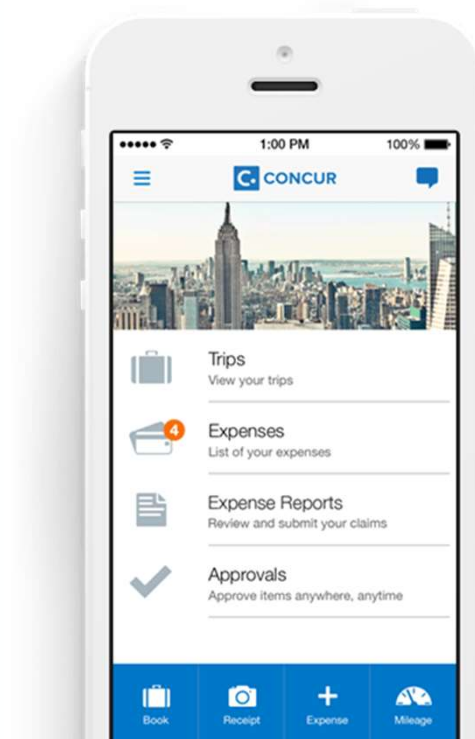 1:00 PM
100%
C. CONCUR
Trips
View your trips
4
Expenses
List of your expenses
Expense Reports
Review and submit your claims
Approvals
Approve items anywhere, anytime
Book
Receipt
Expense
Mileage